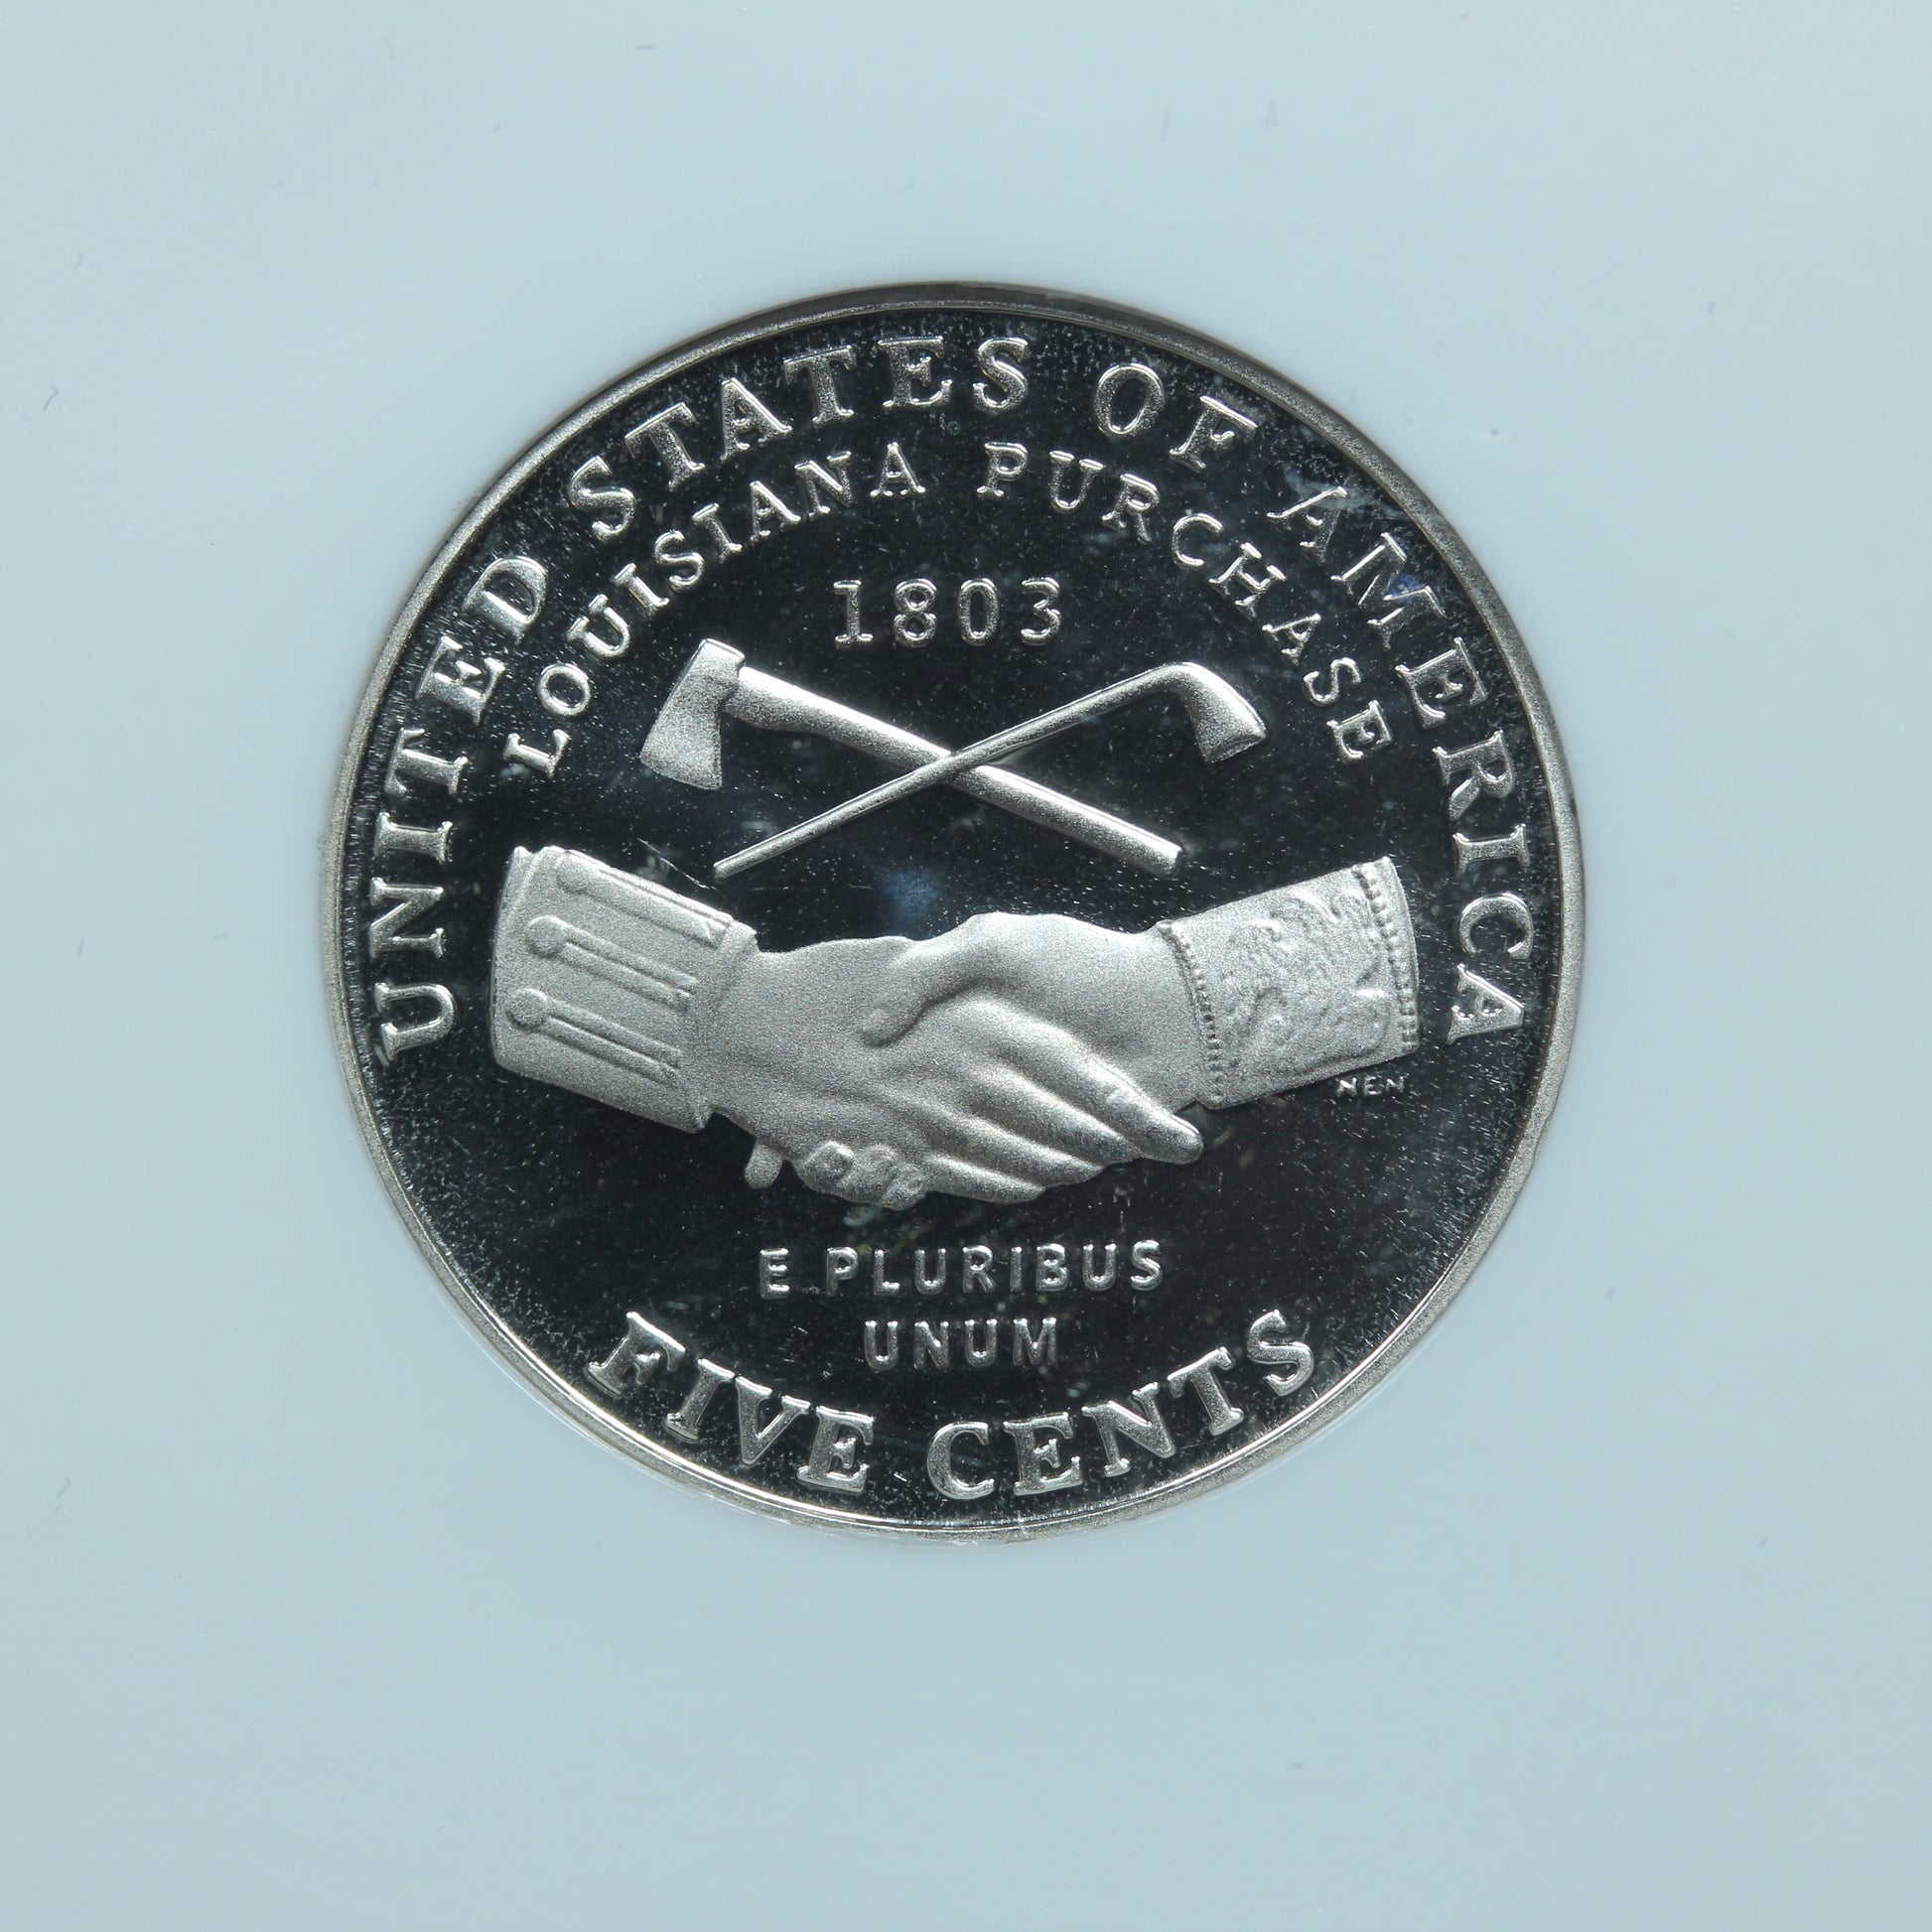 UNITED STATES OF AMERICA
LOUISIANA PURCHASE
1803
NEN
E PLURIBUS
UNUM
FIVE CENTS